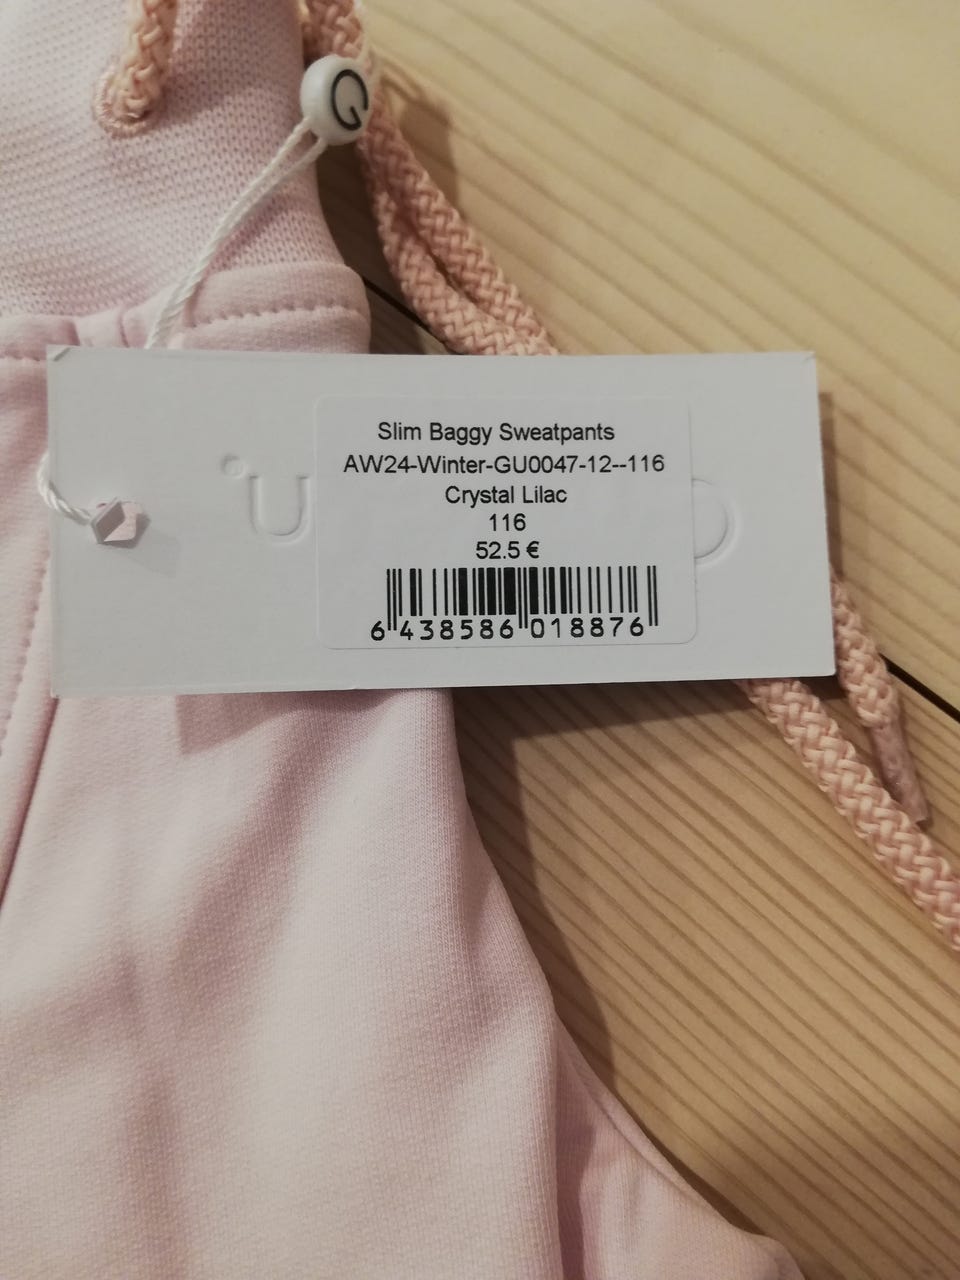 G
Slim Baggy Sweatpants
AW24-Winter-GU0047-12--116
Crystal Lilac
116
52.5 €
6 438586 018876